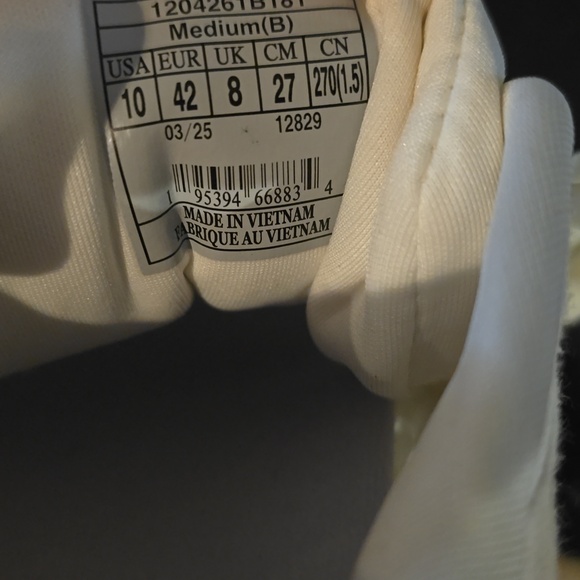 1204261B181
Medium(B)
USA EUR UK CM CN
10 42 8 27 270(1.5)
03/25 12829
1 95394 66883 4
MADE IN VIETNAM
FABRIQUE AU VIETNAM